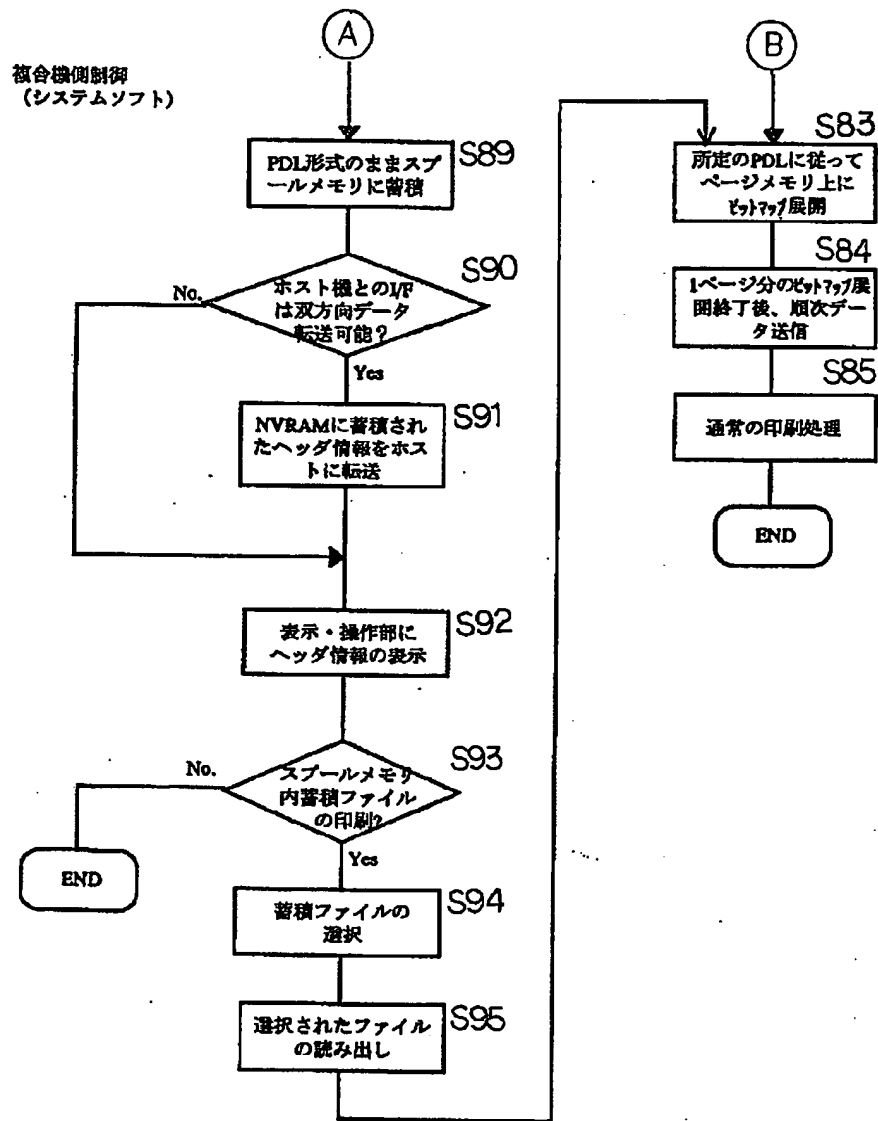 複合機側制御
(システムソフト)
A
S89
PDL形式のままスプ
ールメモリに蓄積
S90
ホスト機とのI/F
は双方向データ
転送可能?
No.
Yes
S91
NVRAMに蓄積され
たヘッダ情報をホス
トに転送
S92
表示・操作部に
ヘッダ情報の表示
S93
スプールメモリ
内蓄積ファイル
の印刷?
No.
END
Yes
S94
蓄積ファイルの
選択
S95
選択されたファイル
の読み出し
B
S83
所定のPDLに従って
ページメモリ上に
ビットマップ展開
S84
1ページ分のビットマップ展
開終了後、順次デー
タ送信
S85
通常の印刷処理
END